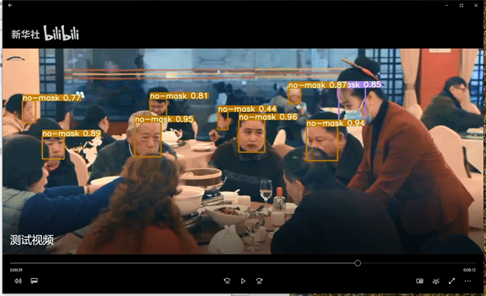 新华社 bilibili
no-mask 0.77
no-mask 0.81
no-mask 0.87
mask 0.85
no-mask 0.44
no-mask 0.95
no-mask 0.96
no-mask 0.94
no-mask 0.89
测试视频
0:00:39
0:00:12